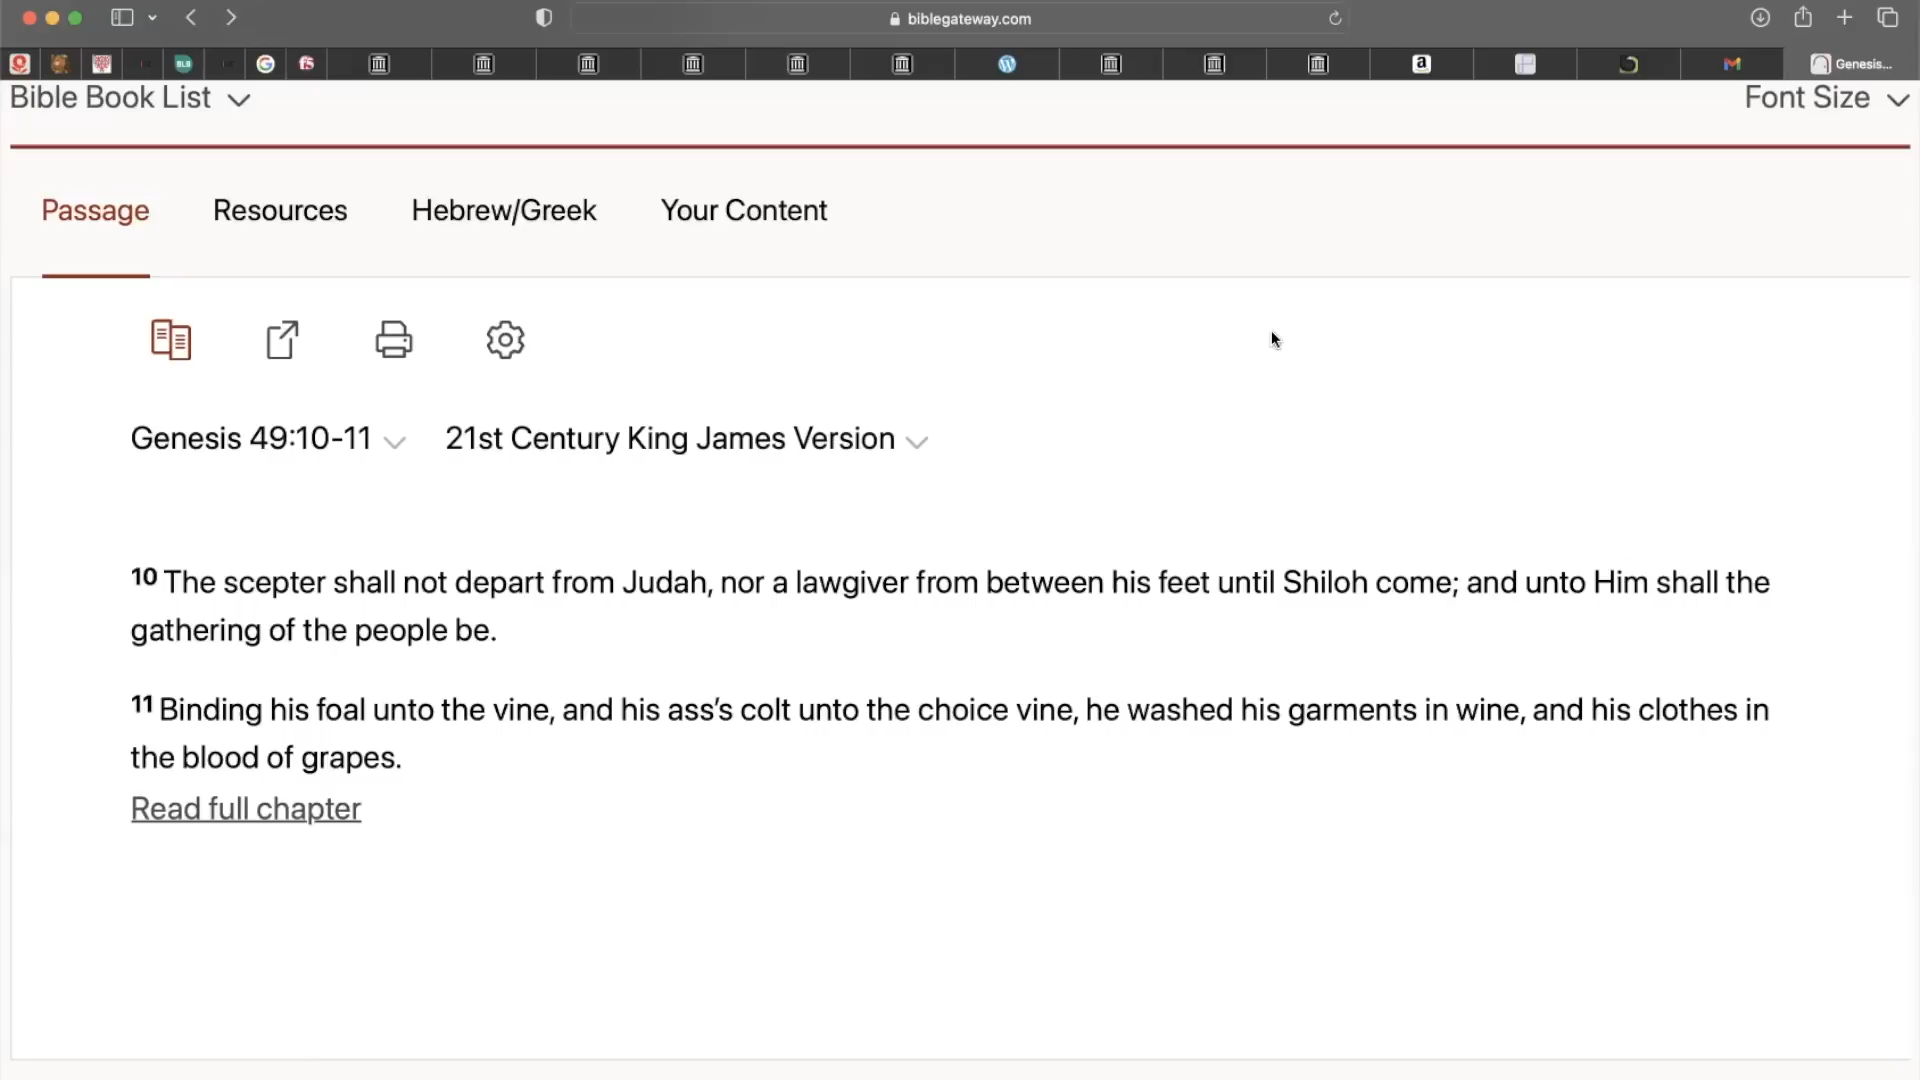 biblegateway.com
BLB
G
fs
a
M
Genesis...
Bible Book List
Font Size
Passage Resources Hebrew/Greek Your Content
Genesis 49:10-11 21st Century King James Version
10 The scepter shall not depart from Judah, nor a lawgiver from between his feet until Shiloh come; and unto Him shall the
gathering of the people be.
11 Binding his foal unto the vine, and his ass’s colt unto the choice vine, he washed his garments in wine, and his clothes in
the blood of grapes.
Read full chapter